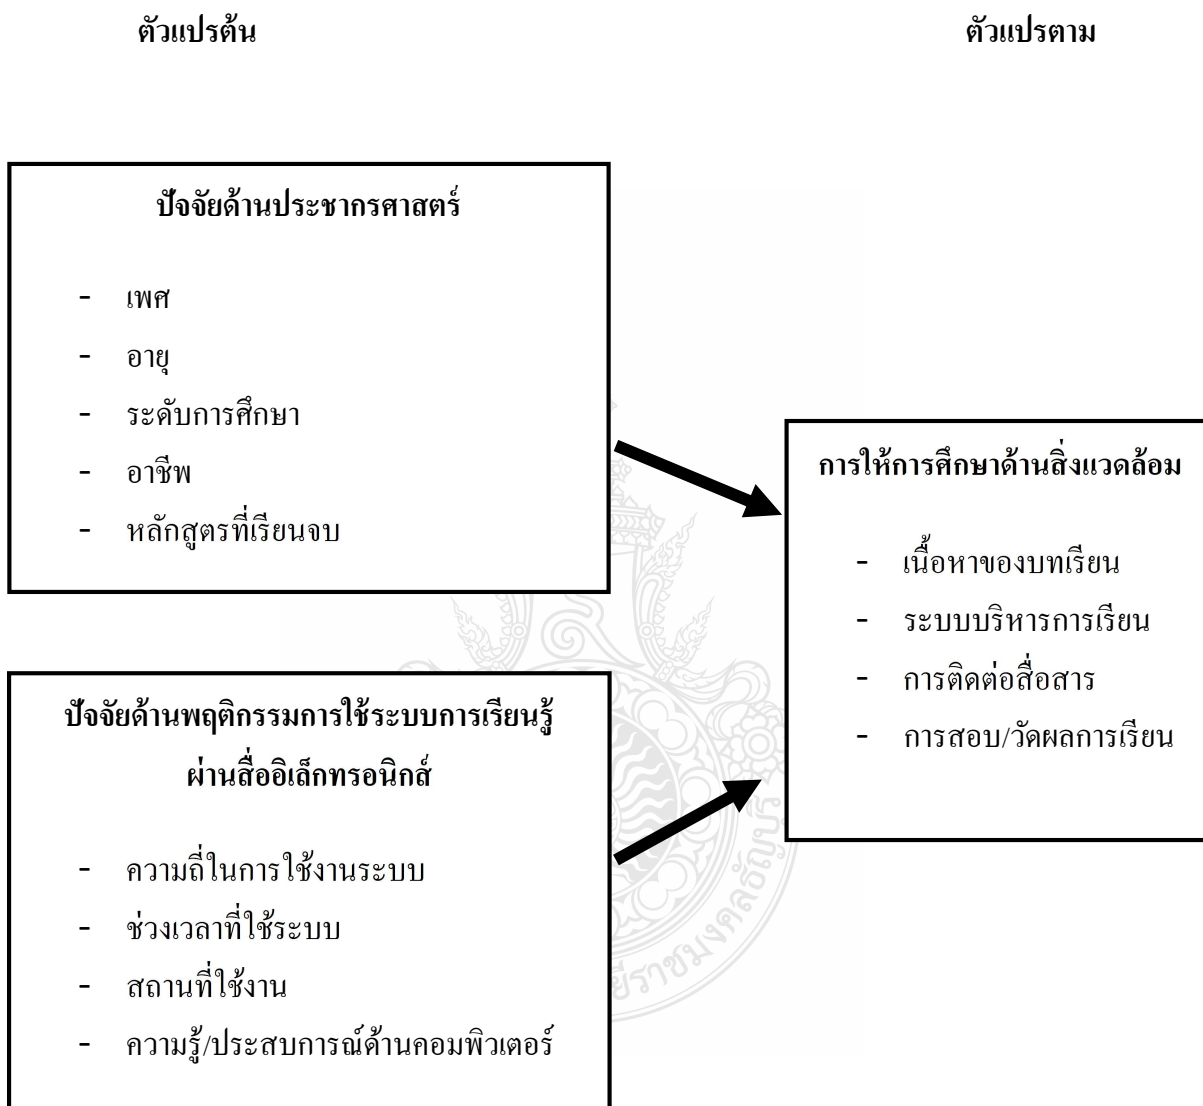 ตัวแปรต้น
ตัวแปรตาม
ปัจจัยด้านประชากรศาสตร์
- เพศ
- อายุ
- ระดับการศึกษา
- อาชีพ
- หลักสูตรที่เรียนจบ
ปัจจัยด้านพฤติกรรมการใช้ระบบการเรียนรู้
ผ่านสื่ออิเล็กทรอนิกส์
- ความถี่ในการใช้งานระบบ
- ช่วงเวลาที่ใช้ระบบ
- สถานที่ใช้งาน
- ความรู้/ประสบการณ์ด้านคอมพิวเตอร์
การให้การศึกษาด้านสิ่งแวดล้อม
- เนื้อหาของบทเรียน
- ระบบบริหารการเรียน
- การติดต่อสื่อสาร
- การสอบ/วัดผลการเรียน